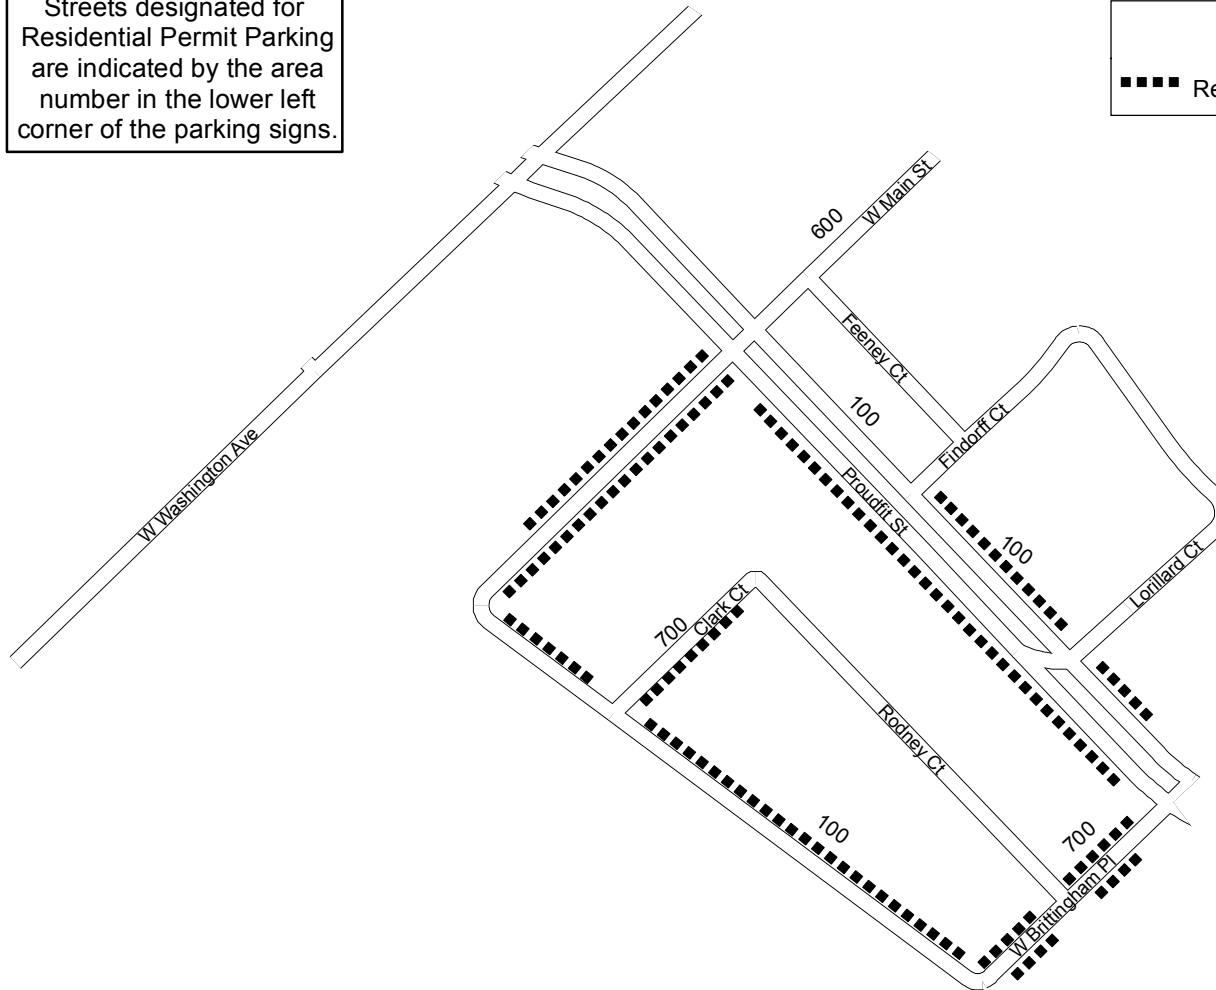 Streets designated for
Residential Permit Parking
are indicated by the area
number in the lower left
corner of the parking signs.
Re
W Main St
600
Feeney Ct
100
Findorff Ct
W Washington Ave
Proudfit St
100
Lorillard Ct
Clark Ct
700
Rodney Ct
100
700
W Brittingham Pl